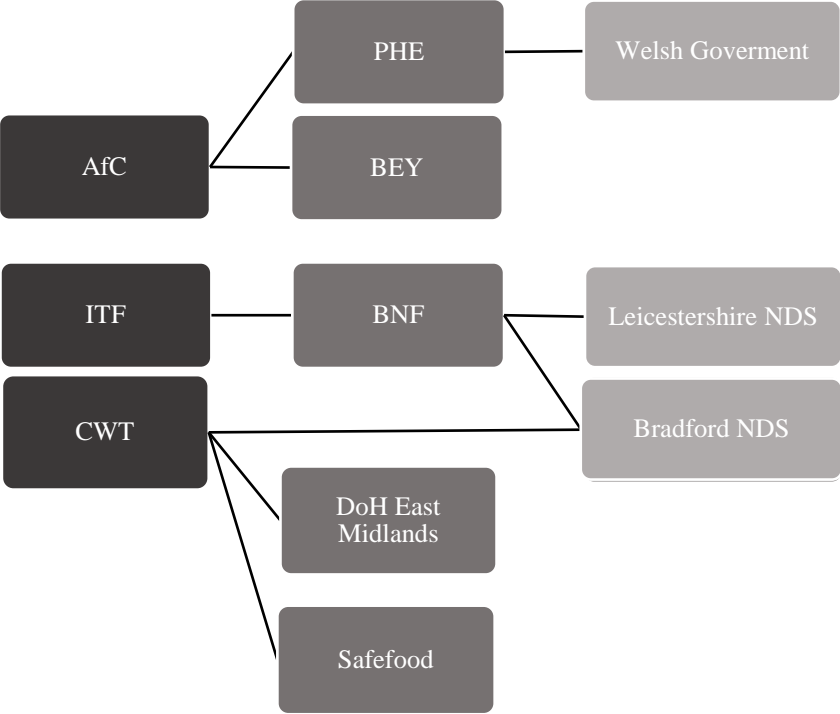 PHE
Welsh Goverment
AfC
BEY
ITF
BNF
Leicestershire NDS
CWT
Bradford NDS
DoH East
Midlands
Safefood